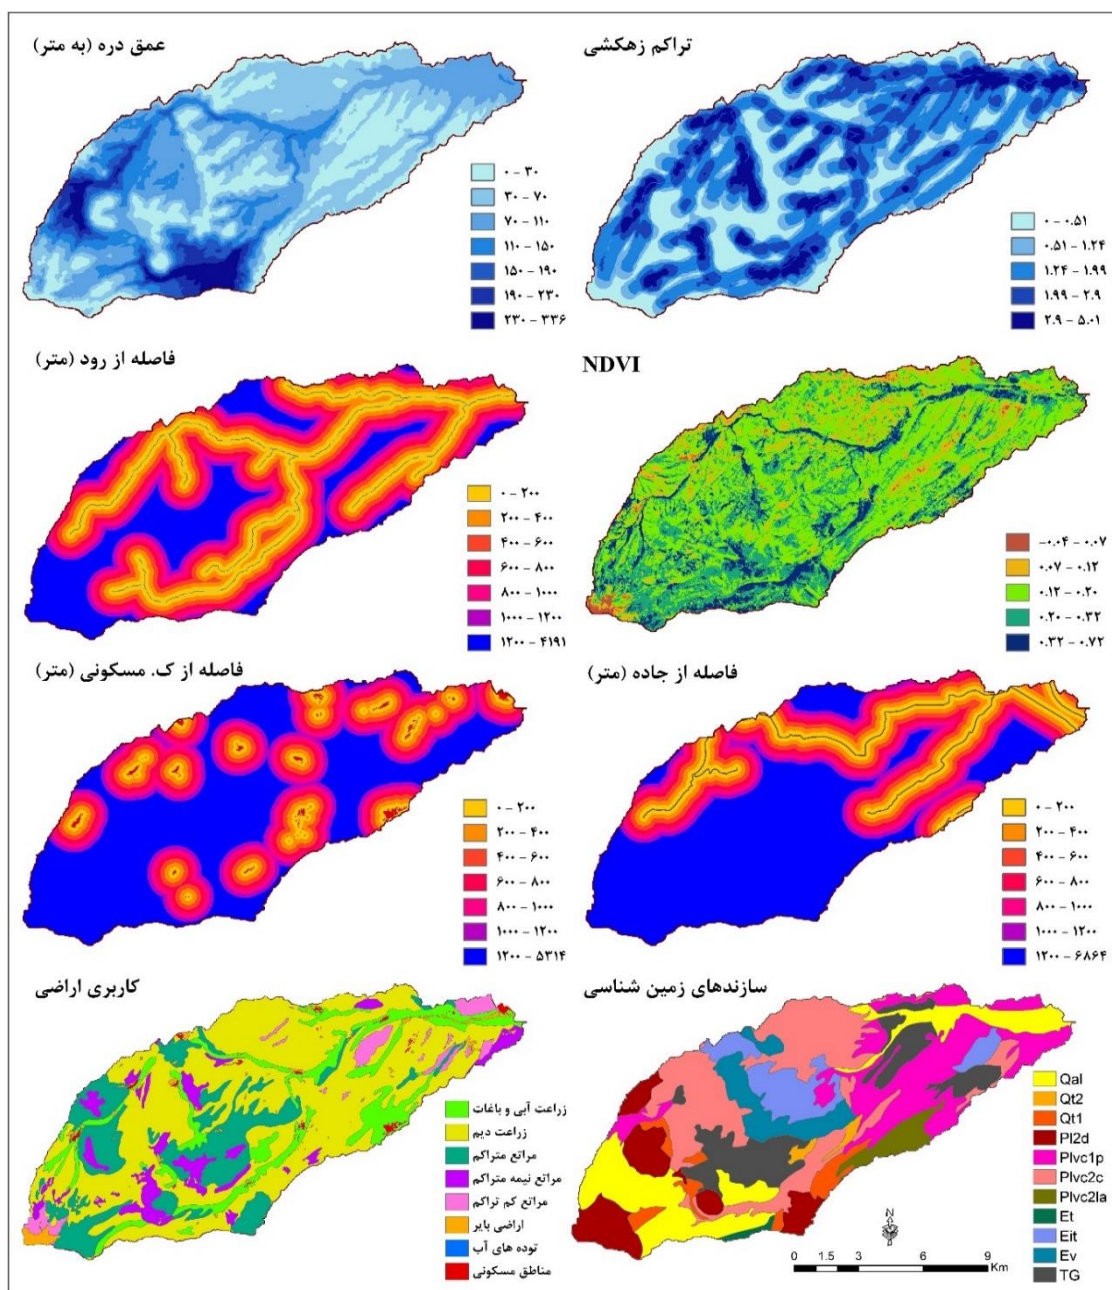 عمق دره (به متر)
۰ - ۳۰
۳۰ - ۷۰
۷۰ - ۱۱۰
۱۱۰ - ۱۵۰
۱۵۰ - ۱۹۰
۱۹۰ - ۲۳۰
۲۳۰ - ۳۳۶
تراکم زهکشی
۰ - ۰.۵۱
۰.۵۱ - ۱.۲۴
۱.۲۴ - ۱.۹۹
۱.۹۹ - ۲.۹
۲.۹ - ۵.۰۱
فاصله از رود (متر)
۰ - ۲۰۰
۲۰۰ - ۴۰۰
۴۰۰ - ۶۰۰
۶۰۰ - ۸۰۰
۸۰۰ - ۱۰۰۰
۱۰۰۰ - ۱۲۰۰
۱۲۰۰ - ۴۱۹۱
NDVI
-۰.۰۴ - ۰.۰۷
۰.۰۷ - ۰.۱۲
۰.۱۲ - ۰.۲۰
۰.۲۰ - ۰.۳۲
۰.۳۲ - ۰.۷۲
فاصله از ک. مسکونی (متر)
۰ - ۲۰۰
۲۰۰ - ۴۰۰
۴۰۰ - ۶۰۰
۶۰۰ - ۸۰۰
۸۰۰ - ۱۰۰۰
۱۰۰۰ - ۱۲۰۰
۱۲۰۰ - ۵۳۱۴
فاصله از جاده (متر)
۰ - ۲۰۰
۲۰۰ - ۴۰۰
۴۰۰ - ۶۰۰
۶۰۰ - ۸۰۰
۸۰۰ - ۱۰۰۰
۱۰۰۰ - ۱۲۰۰
۱۲۰۰ - ۶۸۶۴
کاربری اراضی
زراعت آبی و باغات
زراعت دیم
مراتع متراکم
مراتع نیمه متراکم
مراتع کم تراکم
اراضی بایر
توده های آب
مناطق مسکونی
سازندهای زمین شناسی
Qal
Qt2
Qt1
Pl2d
Plvc1p
Plvc2c
Plvc2la
Et
Eit
Ev
TG
N
0 1.5 3 6 9
Km